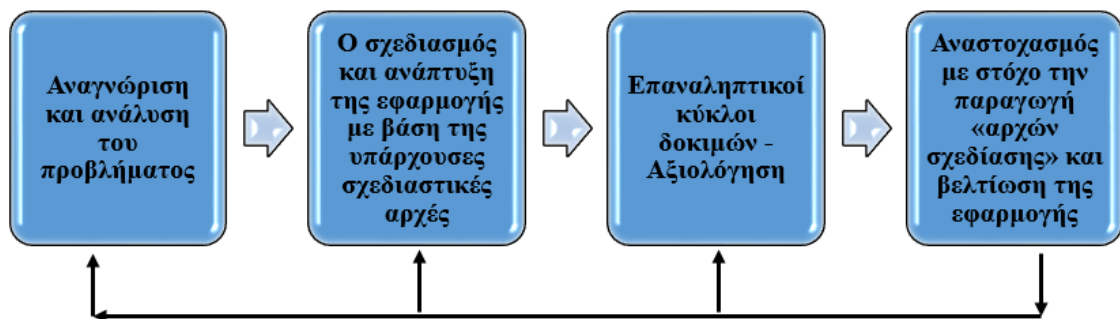 Αναγνώριση
και ανάλυση
του
προβλήματος
Ο σχεδιασμός
και ανάπτυξη
της εφαρμογής
με βάση της
υπάρχουσες
σχεδιαστικές
αρχές
Επαναληπτικοί
κύκλοι
δοκιμών -
Αξιολόγηση
Αναστοχασμός
με στόχο την
παραγωγή
«αρχών
σχεδίασης» και
βελτίωση της
εφαρμογής